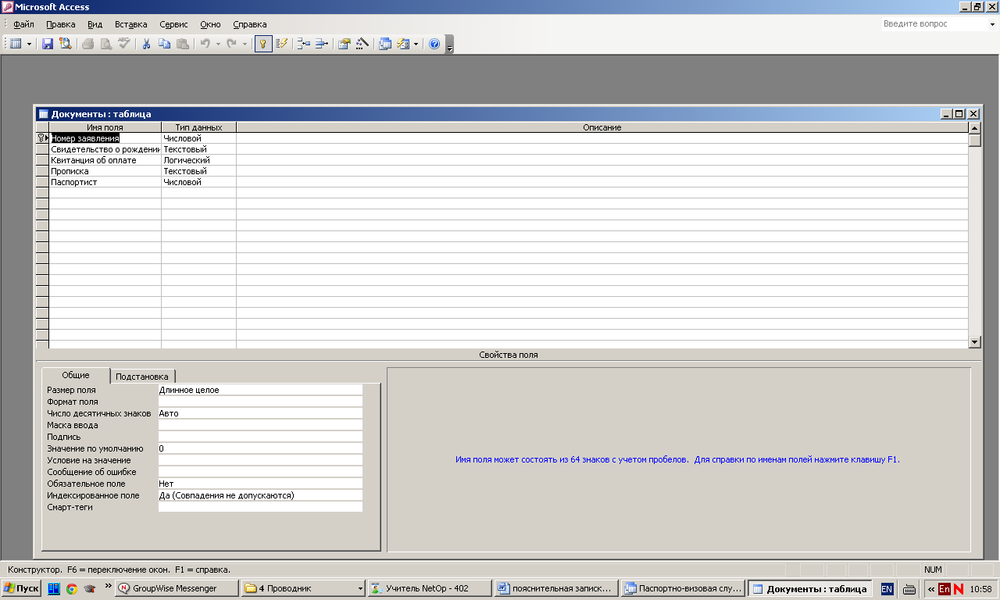 Microsoft Access
Файл Правка Вид Вставка Сервис Окно Справка Введите вопрос
ABC
Документы : таблица
Имя поля Тип данных Описание
Номер заявления Числовой
Свидетельство о рождении Текстовый
Квитанция об оплате Логический
Прописка Текстовый
Паспортист Числовой
Свойства поля
Общие Подстановка
Размер поля Длинное целое
Формат поля
Число десятичных знаков Авто
Маска ввода
Подпись
Значение по умолчанию 0
Условие на значение
Сообщение об ошибке
Обязательное поле Нет
Индексированное поле Да (Совпадения не допускаются)
Смарт-теги
Имя поля может состоять из 64 знаков с учетом пробелов. Для справки по именам полей нажмите клавишу F1.
Конструктор. F6 = переключение окон. F1 = справка. NUM
Пуск » GroupWise Messenger 4 Проводник Учитель NetOp - 402 пояснительная запис... Паспортно-визовая слу... Документы : таблица EN « En N 10:58